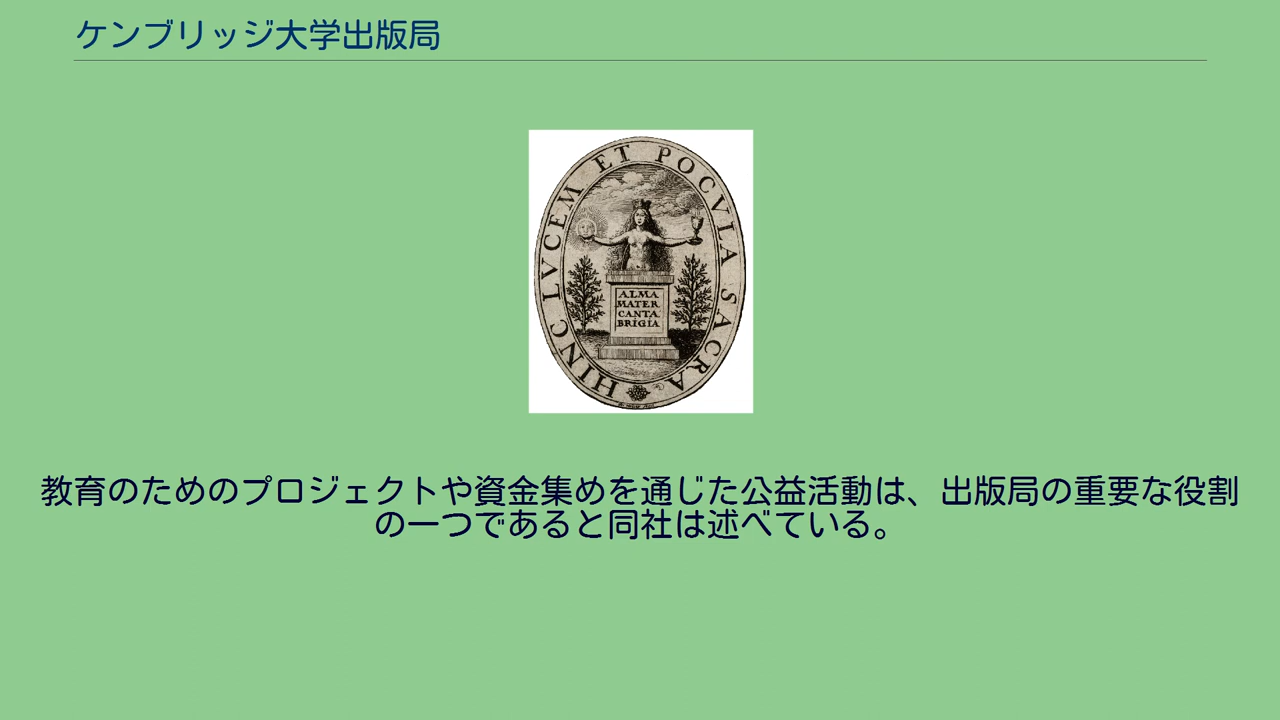 ケンブリッジ大学出版局
HINC LVCEM ET POCVLA SACRA
ALMA
MATER
CANTA
BRIGIA
教育のためのプロジェクトや資金集めを通じた公益活動は、出版局の重要な役割
の一つであると同社は述べている。